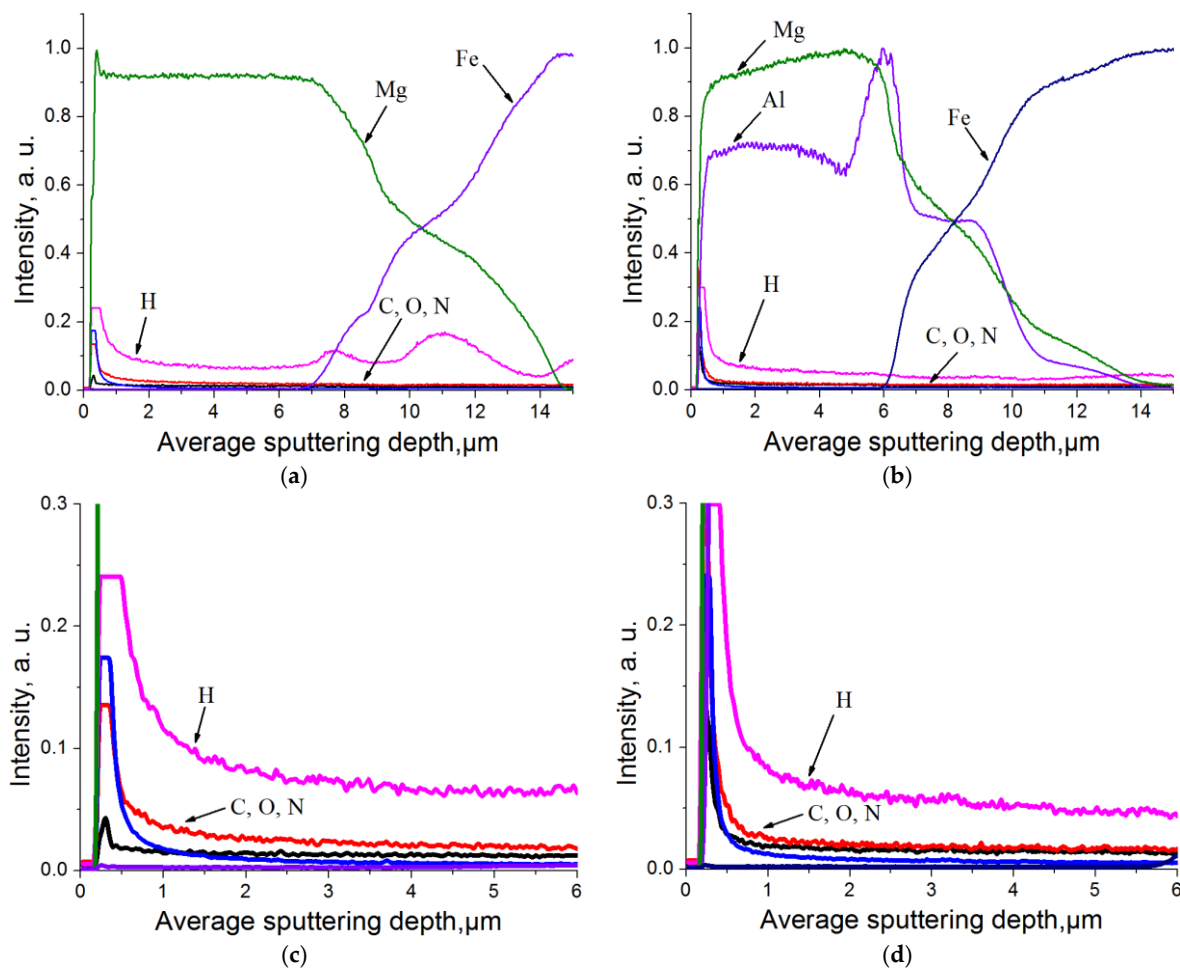 Intensity, a. u.
1.0
0.8
0.6
0.4
0.2
0.0
Fe
Mg
H
C, O, N
0 2 4 6 8 10 12 14
Average sputtering depth,µm
(a)
Intensity, a. u.
1.0
0.8
0.6
0.4
0.2
0.0
Mg
Al
Fe
H
C, O, N
0 2 4 6 8 10 12 14
Average sputtering depth,µm
(b)
Intensity, a. u.
0.3
0.2
0.1
0.0
H
C, O, N
0 1 2 3 4 5 6
Average sputtering depth,µm
(c)
Intensity, a. u.
0.3
0.2
0.1
0.0
H
C, O, N
0 1 2 3 4 5 6
Average sputtering depth,µm
(d)